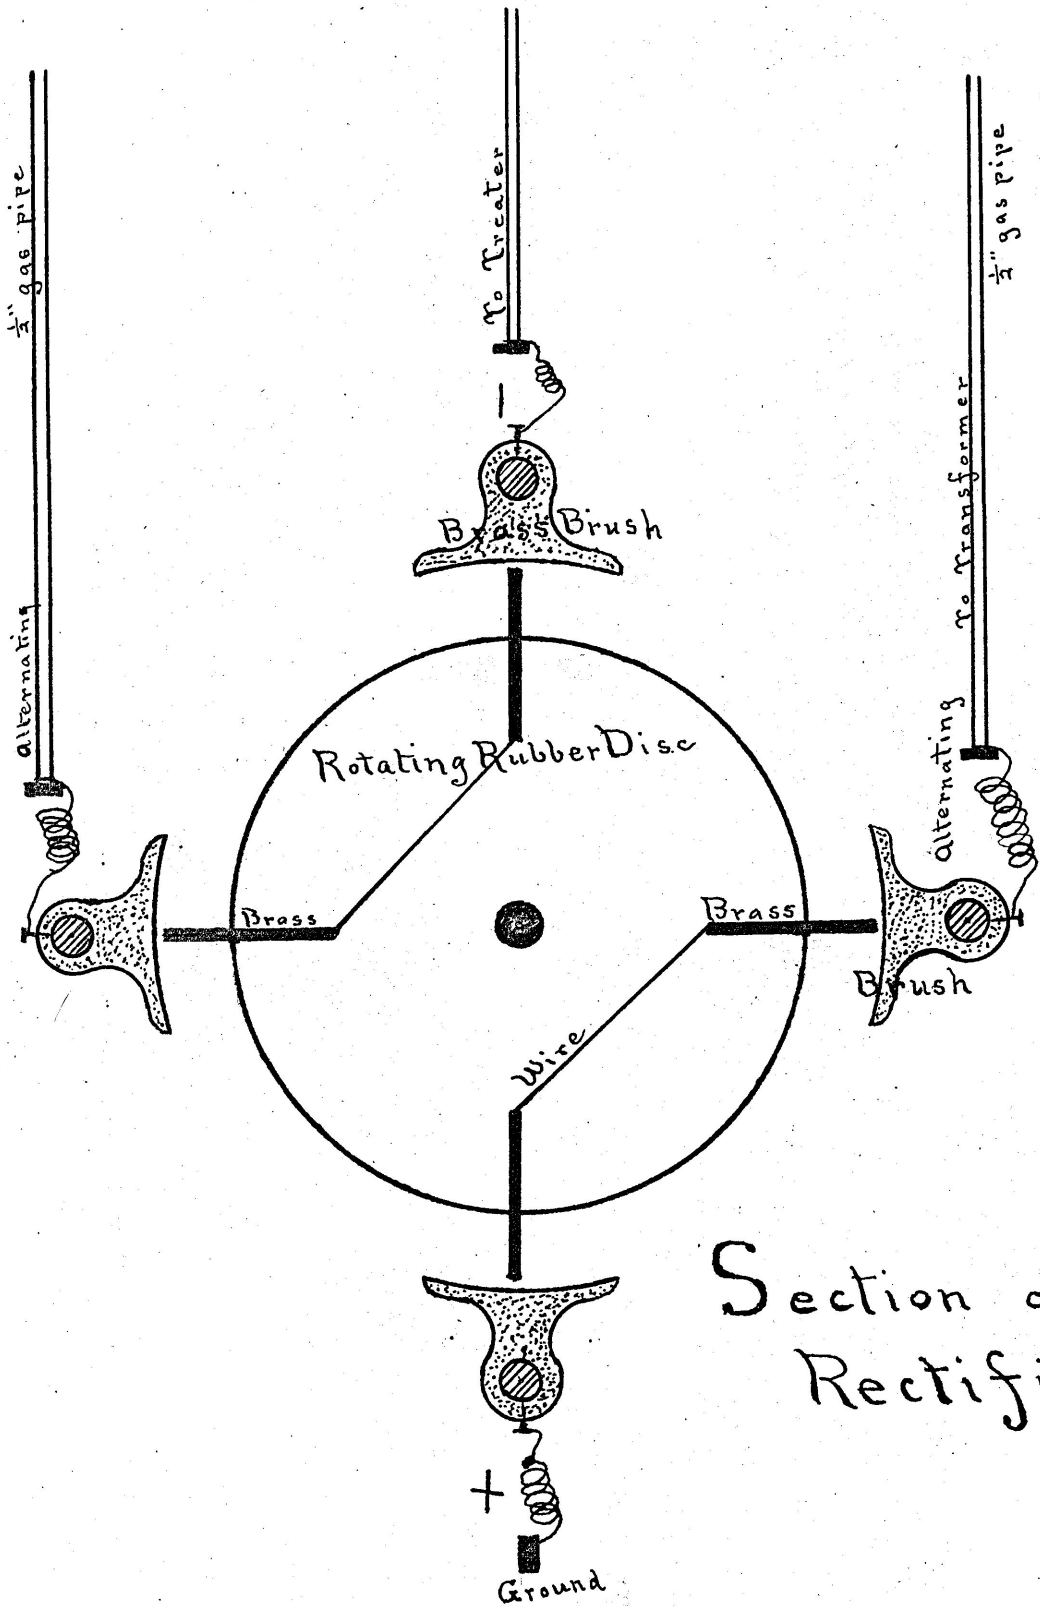 ½" gas pipe
To Treater
½" gas pipe
−
To Transformer
Brass Brush
Alternating
Alternating
Rotating Rubber Disc
Brass
Brass
Brush
Wire
Section
Rectifi
+
Ground